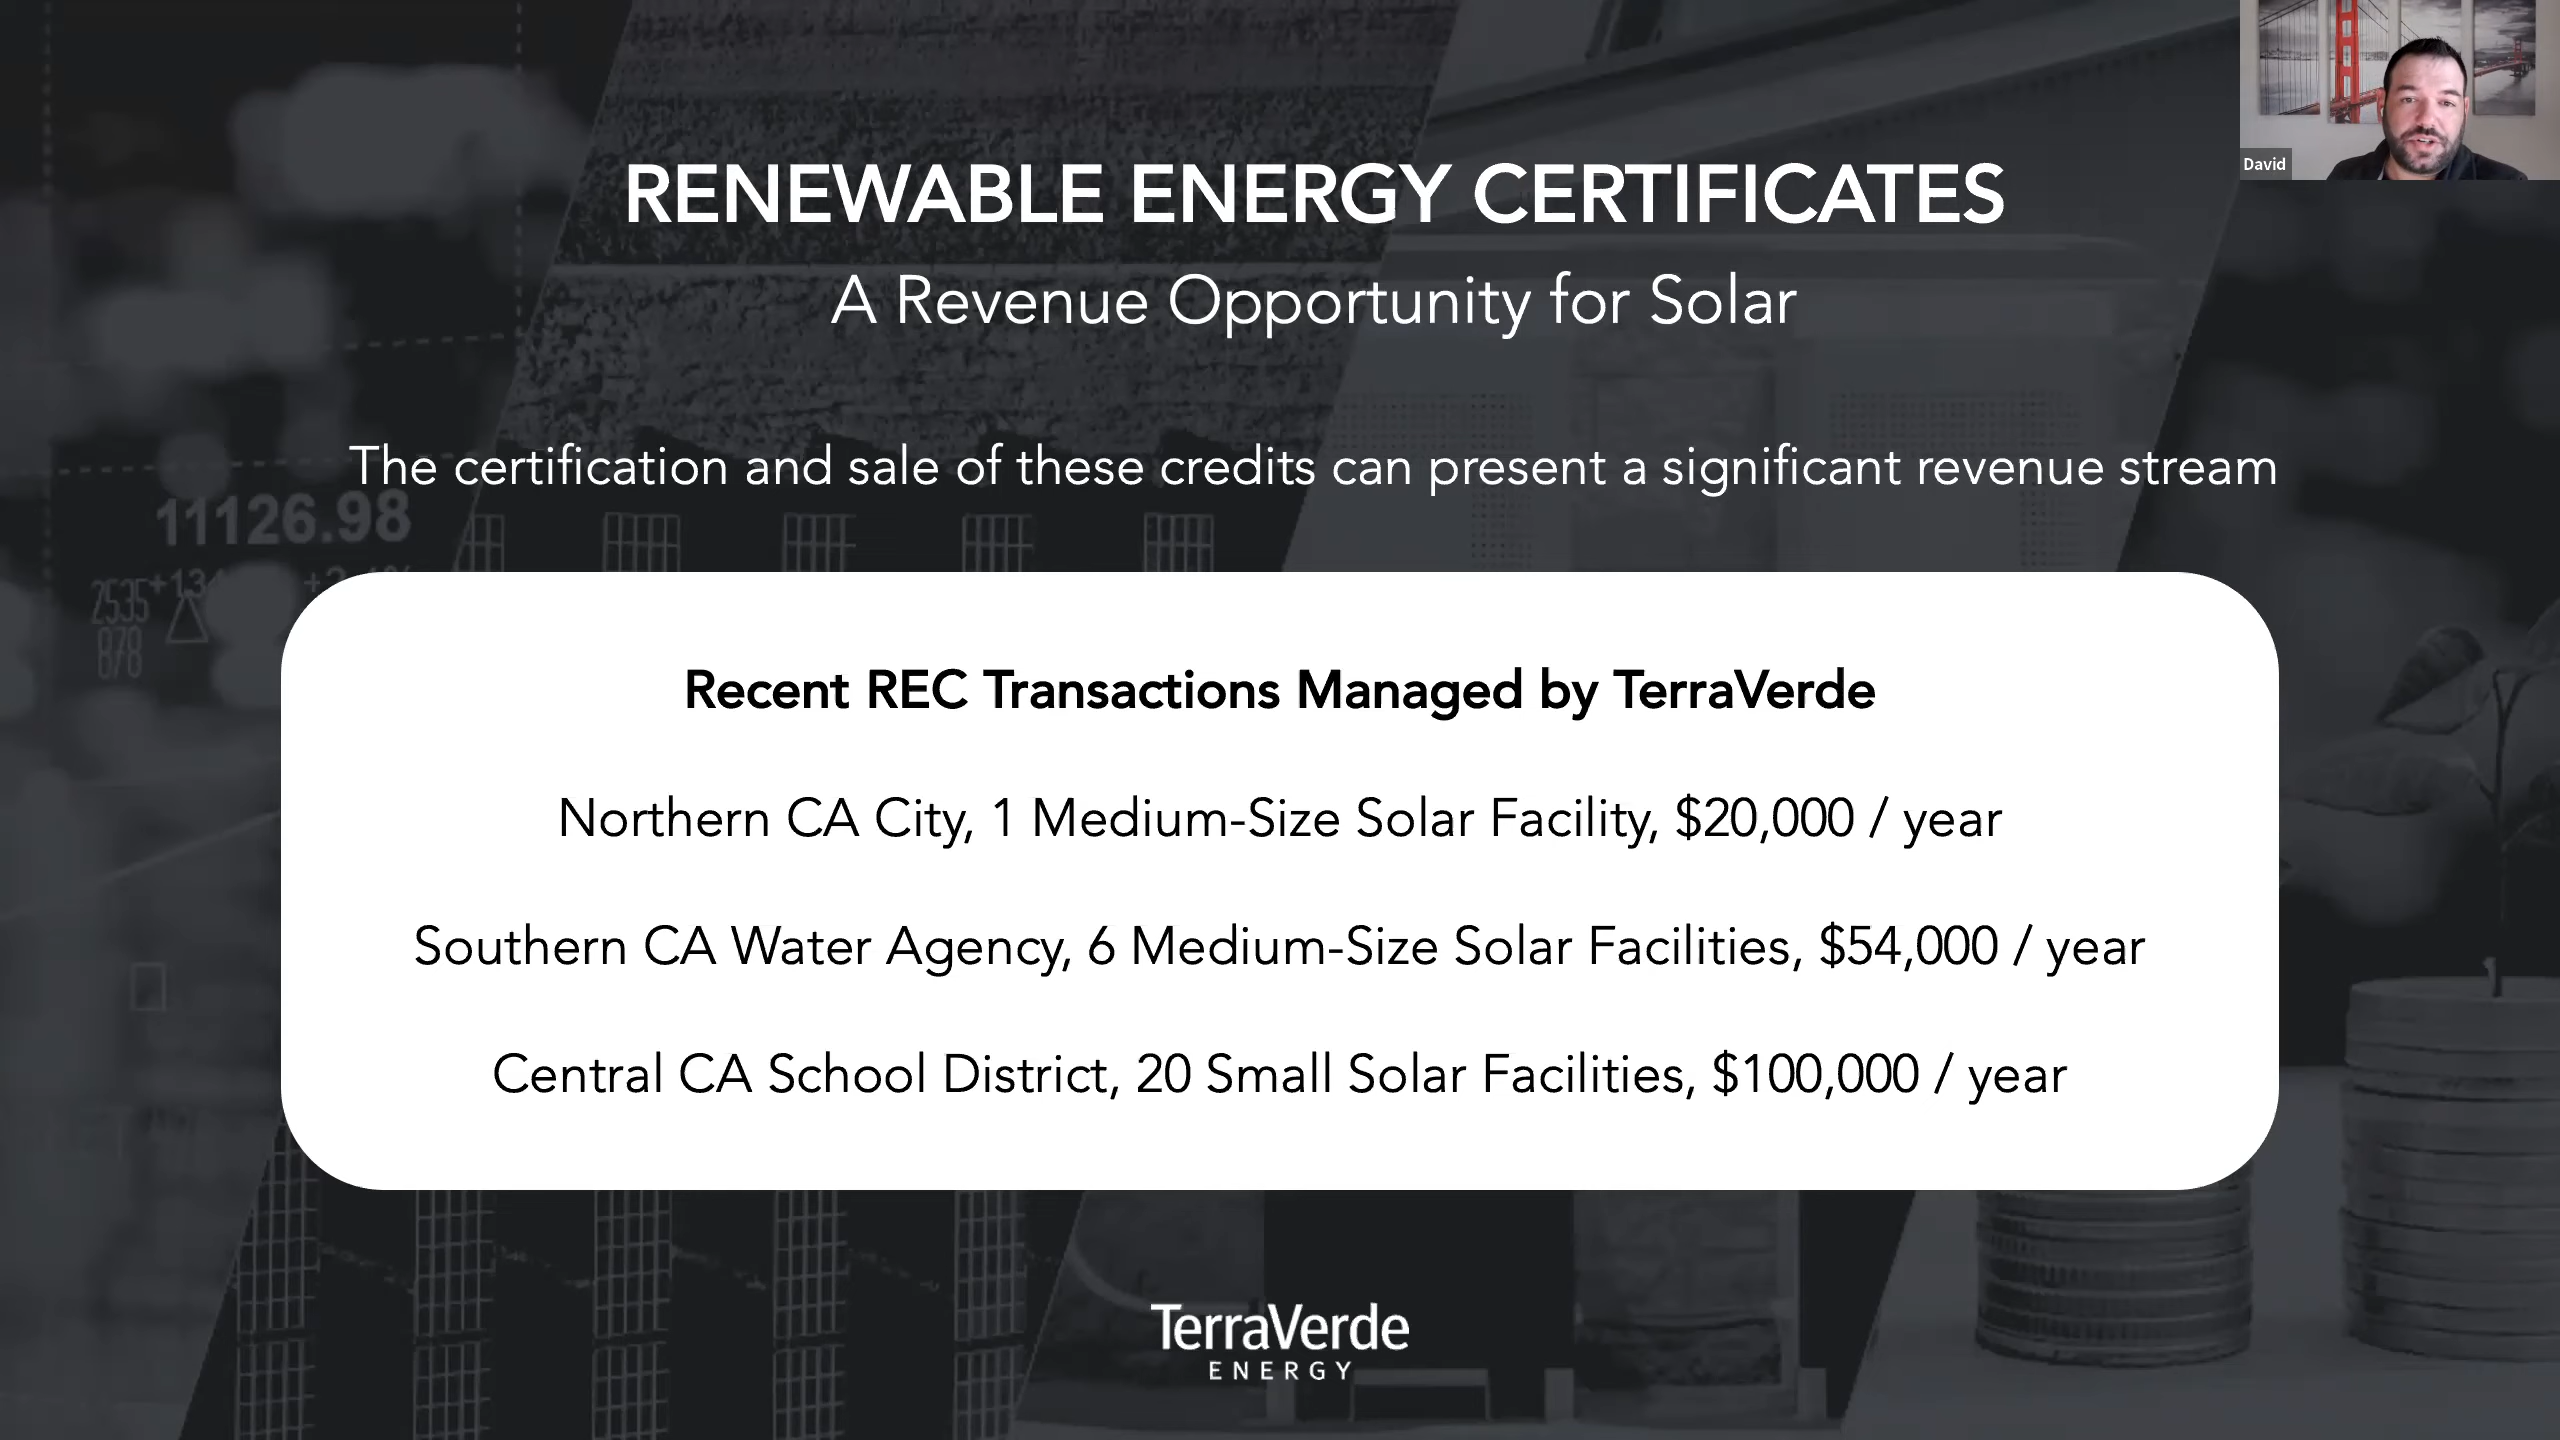 David
RENEWABLE ENERGY CERTIFICATES
A Revenue Opportunity for Solar
The certification and sale of these credits can present a significant revenue stream
11126.98
2535
878
Recent REC Transactions Managed by TerraVerde
Northern CA City, 1 Medium-Size Solar Facility, $20,000 / year
Southern CA Water Agency, 6 Medium-Size Solar Facilities, $54,000 / year
Central CA School District, 20 Small Solar Facilities, $100,000 / year
TerraVerde
ENERGY